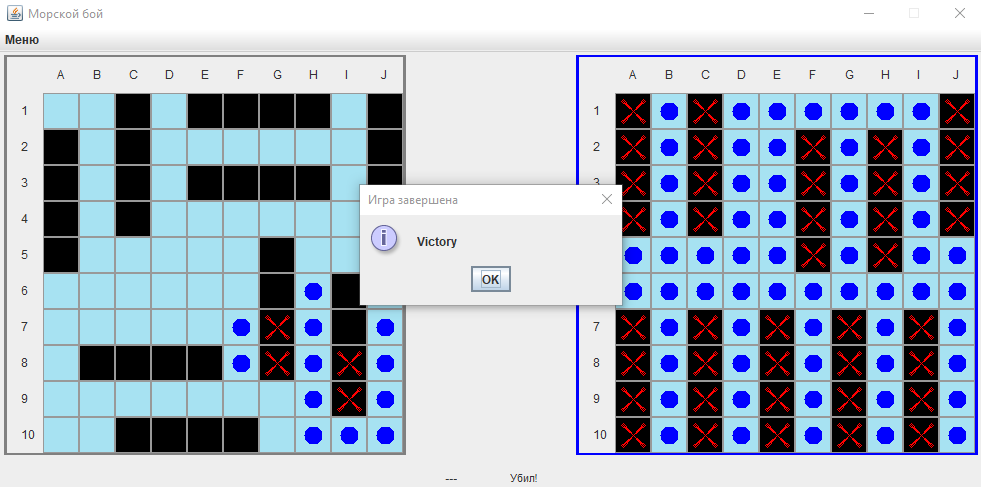 Морской бой
Меню
A B C D E F G H I J
A B C D E F G H I J
1
2
3
4
5
6
7
8
9
10
1
2
3
7
8
9
10
Игра завершена
i
Victory
OK
---
Убил!